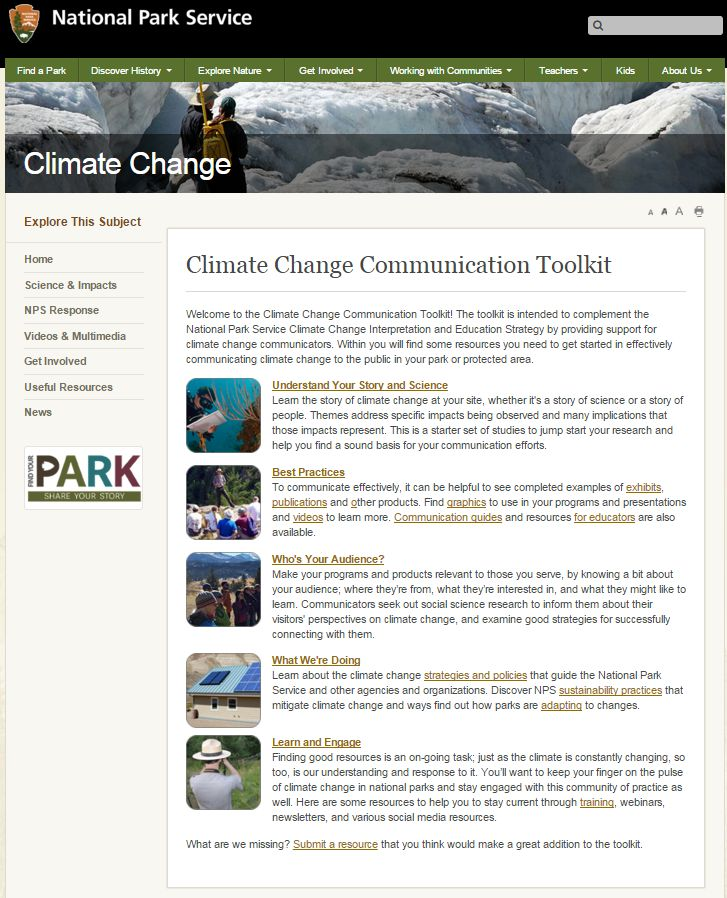 National Park Service
Find a Park Discover History Explore Nature Get Involved Working with Communities Teachers Kids About Us
Climate Change
Explore This Subject
Home
Science & Impacts
NPS Response
Videos & Multimedia
Get Involved
Useful Resources
News
FIND YOUR
PARK
SHARE YOUR STORY
A A A
Climate Change Communication Toolkit
Welcome to the Climate Change Communication Toolkit! The toolkit is intended to complement the
National Park Service Climate Change Interpretation and Education Strategy by providing support for
climate change communicators. Within you will find some resources you need to get started in effectively
communicating climate change to the public in your park or protected area.
Understand Your Story and Science
Learn the story of climate change at your site, whether it's a story of science or a story of
people. Themes address specific impacts being observed and many implications that
those impacts represent. This is a starter set of studies to jump start your research and
help you find a sound basis for your communication efforts.
Best Practices
To communicate effectively, it can be helpful to see completed examples of exhibits,
publications and other products. Find graphics to use in your programs and presentations
and videos to learn more. Communication guides and resources for educators are also
available.
Who's Your Audience?
Make your programs and products relevant to those you serve, by knowing a bit about
your audience; where they're from, what they're interested in, and what they might like to
learn. Communicators seek out social science research to inform them about their
visitors' perspectives on climate change, and examine good strategies for successfully
connecting with them.
What We're Doing
Learn about the climate change strategies and policies that guide the National Park
Service and other agencies and organizations. Discover NPS sustainability practices that
mitigate climate change and ways find out how parks are adapting to changes.
Learn and Engage
Finding good resources is an on-going task; just as the climate is constantly changing, so
too, is our understanding and response to it. You'll want to keep your finger on the pulse
of climate change in national parks and stay engaged with this community of practice as
well. Here are some resources to help you to stay current through training, webinars,
newsletters, and various social media resources.
What are we missing? Submit a resource that you think would make a great addition to the toolkit.